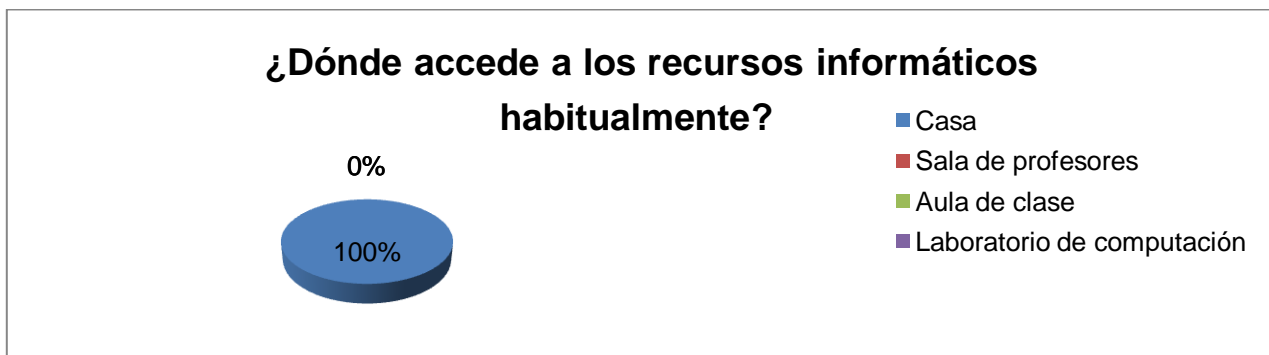 ¿Dónde accede a los recursos informáticos
habitualmente?
Casa
Sala de profesores
Aula de clase
Laboratorio de computación
0%
100%